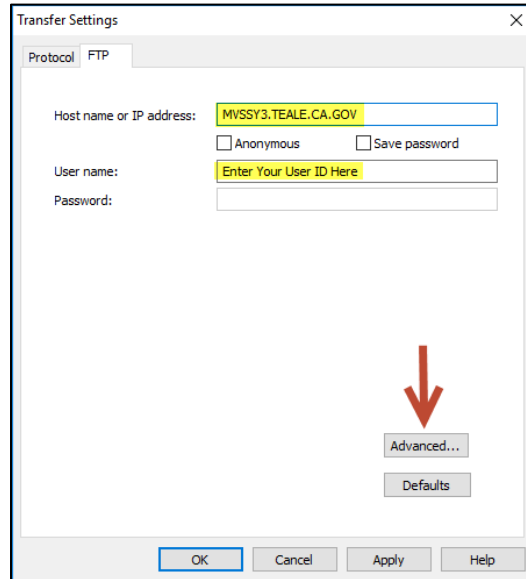 Transfer Settings
Protocol FTP
Host name or IP address: MVSSY3.TEALE.CA.GOV
Anonymous Save password
User name: Enter Your User ID Here
Password:
Advanced...
Defaults
OK Cancel Apply Help